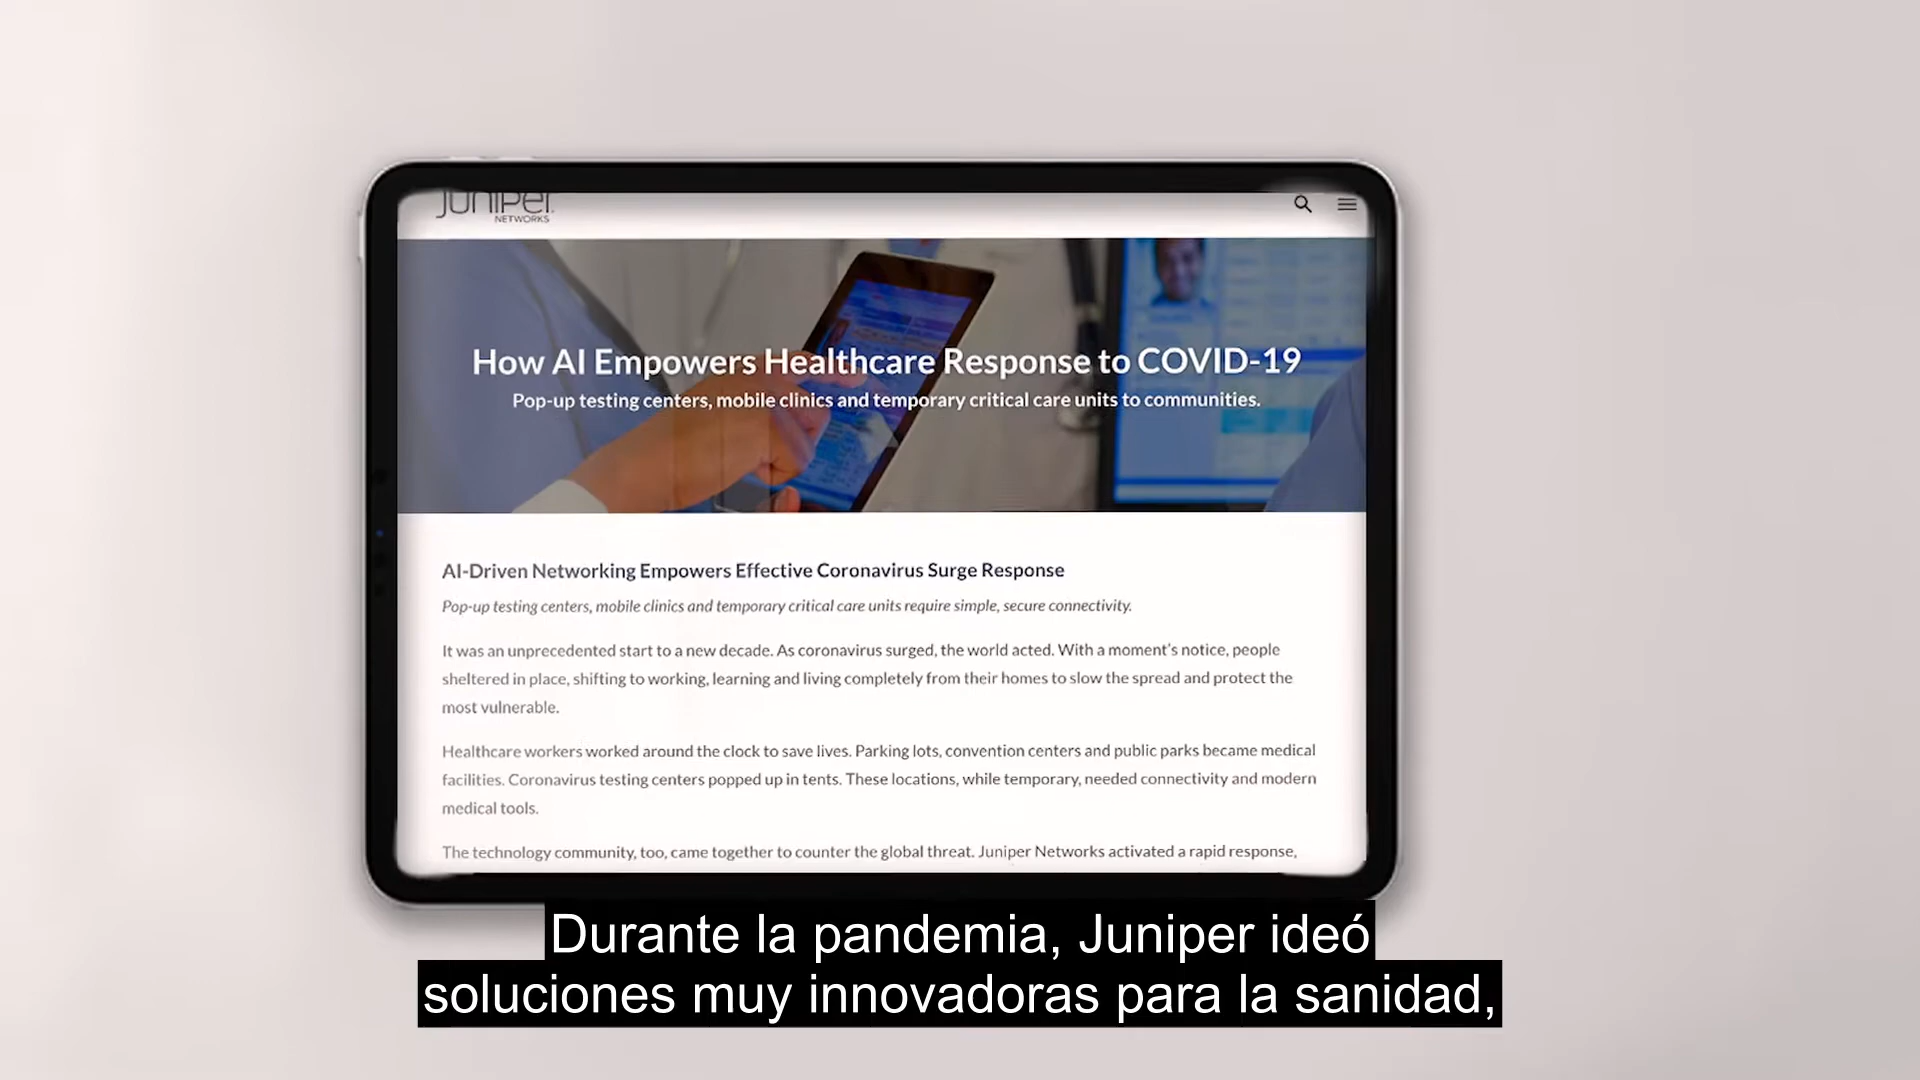 Juniper
NETWORKS
How AI Empowers Healthcare Response to COVID-19
Pop-up testing centers, mobile clinics and temporary critical care units to communities.
AI-Driven Networking Empowers Effective Coronavirus Surge Response
Pop-up testing centers, mobile clinics and temporary critical care units require simple, secure connectivity.
It was an unprecedented start to a new decade. As coronavirus surged, the world acted. With a moment’s notice, people
sheltered in place, shifting to working, learning and living completely from their homes to slow the spread and protect the
most vulnerable.
Healthcare workers worked around the clock to save lives. Parking lots, convention centers and public parks became medical
facilities. Coronavirus testing centers popped up in tents. These locations, while temporary, needed connectivity and modern
medical tools.
The technology community, too, came together to counter the global threat. Juniper Networks activated a rapid response,
Durante la pandemia, Juniper ideó
soluciones muy innovadoras para la sanidad,